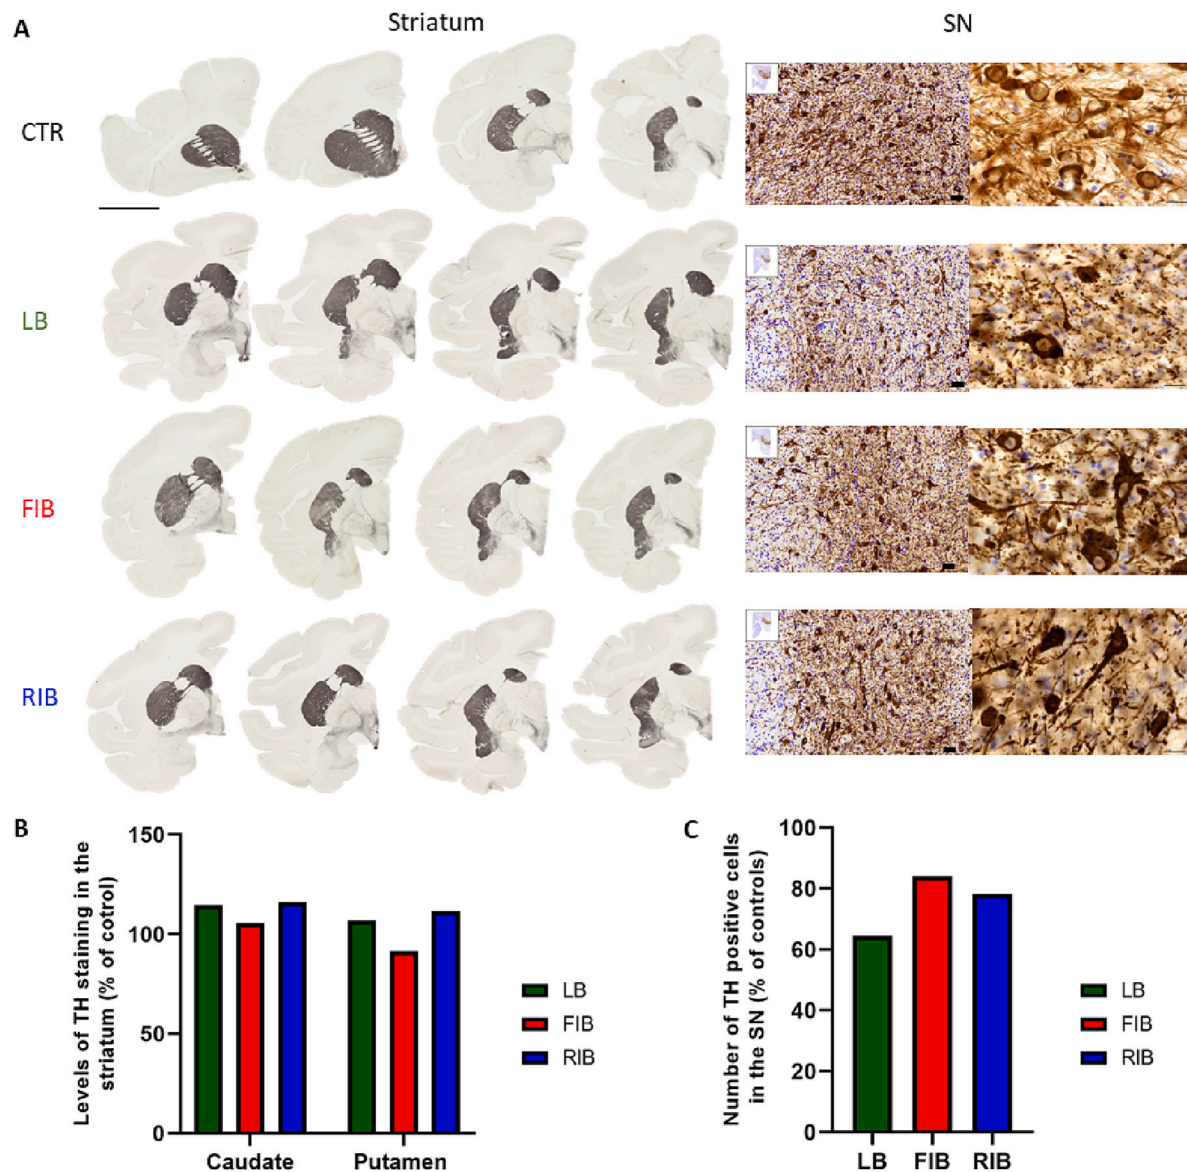 A
Striatum
SN
CTR
LB
FIB
RIB
B
Levels of TH staining in the
striatum (% of cotrol)
150
100
50
0
Caudate Putamen
LB
FIB
RIB
C
Number of TH positive cells
in the SN (% of controls)
100
80
60
40
20
0
LB FIB RIB
LB
FIB
RIB